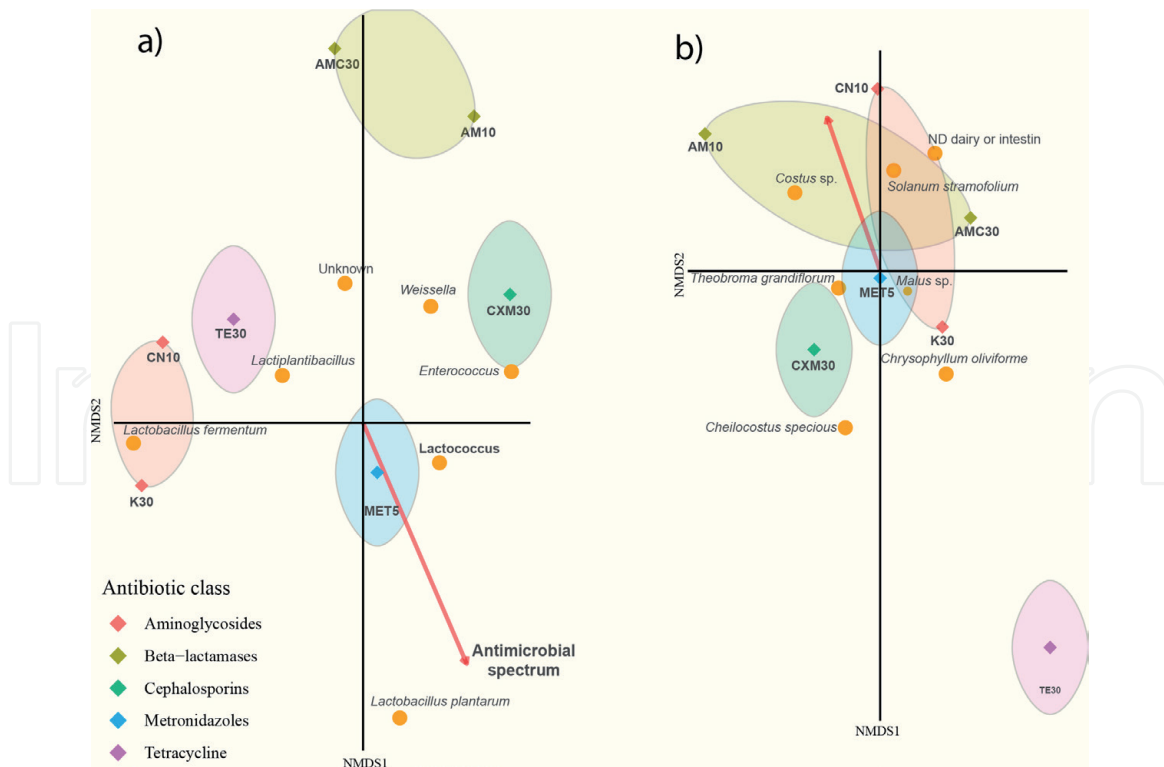 a)
AMC30
AM10
Unknown
Weissella
CXM30
TE30
CN10
Lactiplantibacillus
Enterococcus
NMDS2
Lactobacillus fermentum
Lactococcus
K30
MET5
Antibiotic class
Aminoglycosides
Beta−lactamases
Cephalosporins
Metronidazoles
Tetracycline
Antimicrobial
spectrum
Lactobacillus plantarum
NMDS1
b)
CN10
AM10
ND dairy or intestin
Costus sp.
Solanum stramofolium
AMC30
NMDS2
Theobroma grandiflorum
MET5
Malus sp.
K30
CXM30
Chrysophyllum oliviforme
Cheilocostus specious
TE30
NMDS1